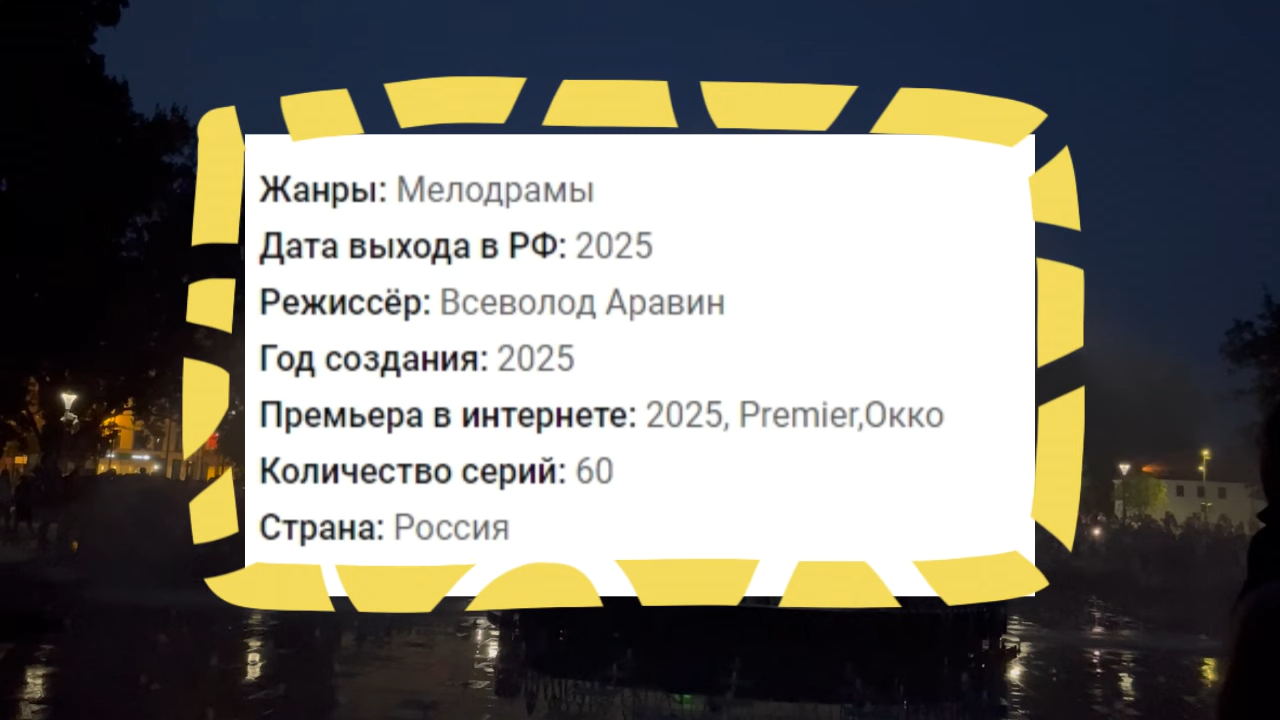 Жанры: Мелодрамы
Дата выхода в РФ: 2025
Режиссёр: Всеволод Аравин
Год создания: 2025
Премьера в интернете: 2025, Premier,Окко
Количество серий: 60
Страна: Россия